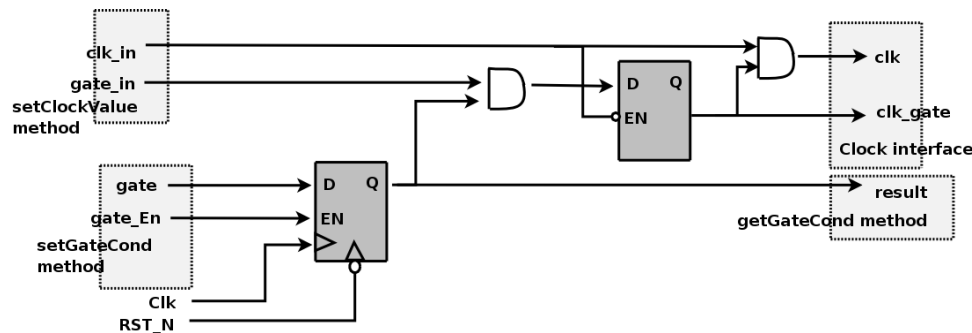 clk_in
gate_in
setClockValue
method
D
Q
EN
clk
clk_gate
Clock interface
gate
gate_En
setGateCond
method
D
Q
EN
result
getGateCond method
Clk
RST_N